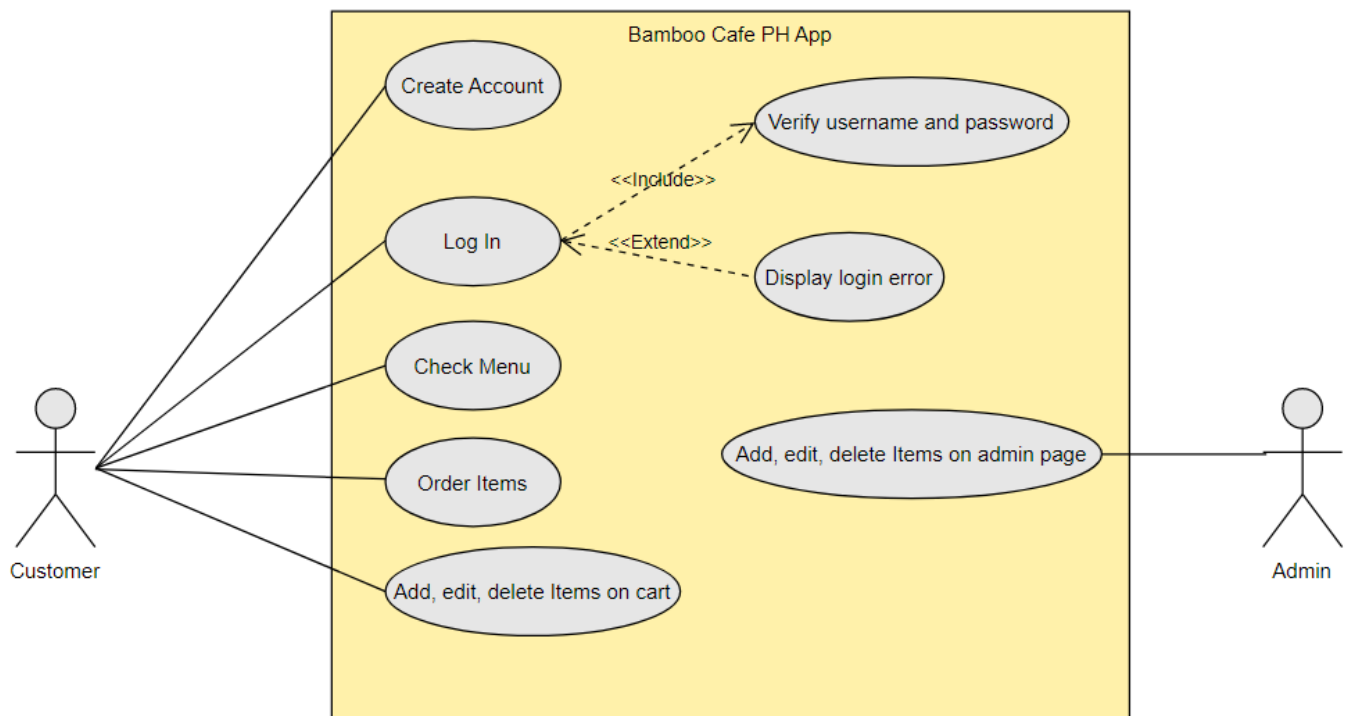 Bamboo Cafe PH App
Create Account
Verify username and password
<<Include>>
Log In
<<Extend>>
Display login error
Check Menu
Add, edit, delete Items on admin page
Order Items
Customer
Admin
Add, edit, delete Items on cart